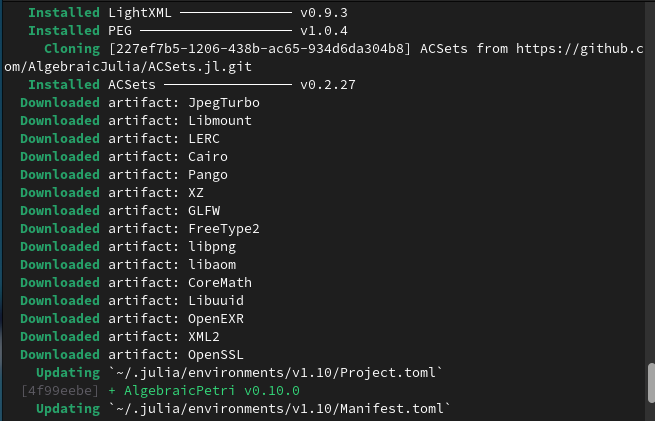 Installed LightXML ────────────── v0.9.3
Installed PEG ─────────────────── v1.0.4
Cloning [227ef7b5-1206-438b-ac65-934d6da304b8] ACSets from https://github.c
om/AlgebraicJulia/ACSets.jl.git
Installed ACSets ──────────────── v0.2.27
Downloaded artifact: JpegTurbo
Downloaded artifact: Libmount
Downloaded artifact: LERC
Downloaded artifact: Cairo
Downloaded artifact: Pango
Downloaded artifact: XZ
Downloaded artifact: GLFW
Downloaded artifact: FreeType2
Downloaded artifact: libpng
Downloaded artifact: libaom
Downloaded artifact: CoreMath
Downloaded artifact: Libuuid
Downloaded artifact: OpenEXR
Downloaded artifact: XML2
Downloaded artifact: OpenSSL
Updating `~/.julia/environments/v1.10/Project.toml`
[4f99eebe] + AlgebraicPetri v0.10.0
Updating `~/.julia/environments/v1.10/Manifest.toml`